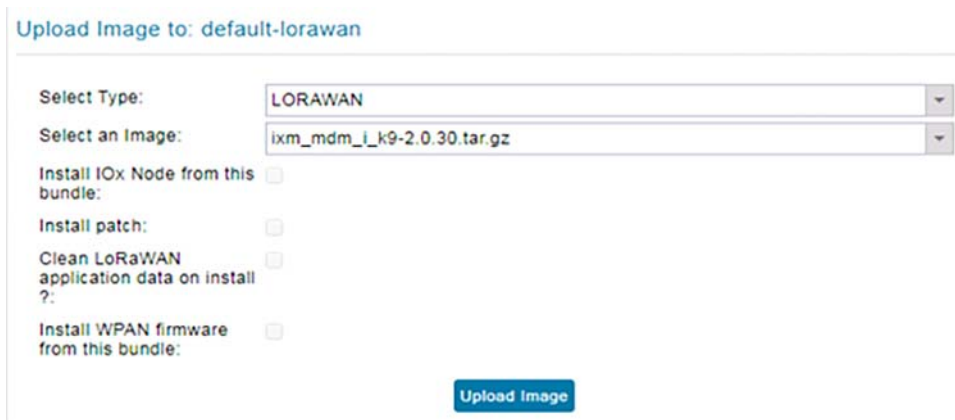 Upload Image to: default-lorawan
Select Type:
LORAWAN
Select an Image:
ixm_mdm_i_k9-2.0.30.tar.gz
Install IOx Node from this
bundle:
Install patch:
Clean LoRaWAN
application data on install
?:
Install WPAN firmware
from this bundle:
Upload Image